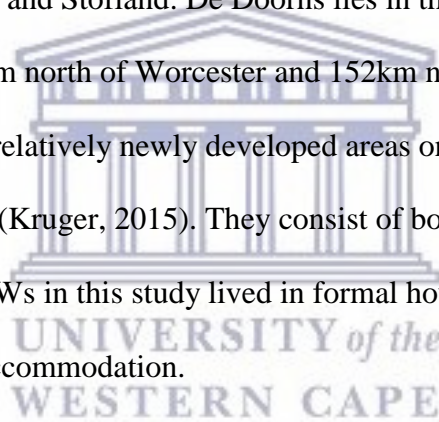 and Stofland. De Doorns lies in th
m north of Worcester and 152km n
relatively newly developed areas or
(Kruger, 2015). They consist of bo
Ws in this study lived in formal ho
UNIVERSITY of the
ccommodation.
WESTERN CAPE